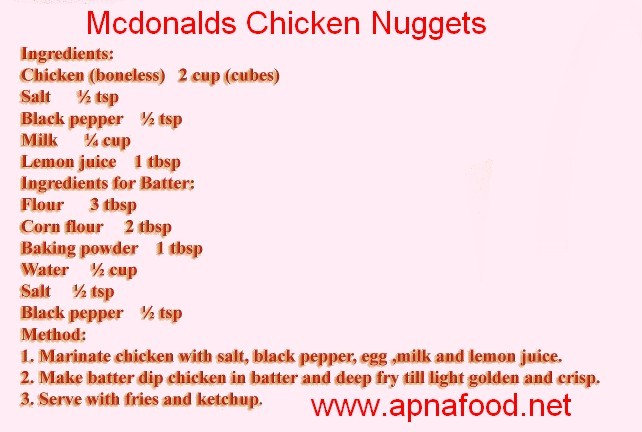 Mcdonalds Chicken Nuggets
Ingredients:
Chicken (boneless) 2 cup (cubes)
Salt ½ tsp
Black pepper ½ tsp
Milk ¼ cup
Lemon juice 1 tbsp
Ingredients for Batter:
Flour 3 tbsp
Corn flour 2 tbsp
Baking powder 1 tbsp
Water ½ cup
Salt ½ tsp
Black pepper ½ tsp
Method:
1. Marinate chicken with salt, black pepper, egg ,milk and lemon juice.
2. Make batter dip chicken in batter and deep fry till light golden and crisp.
3. Serve with fries and ketchup.
www.apnafood.net